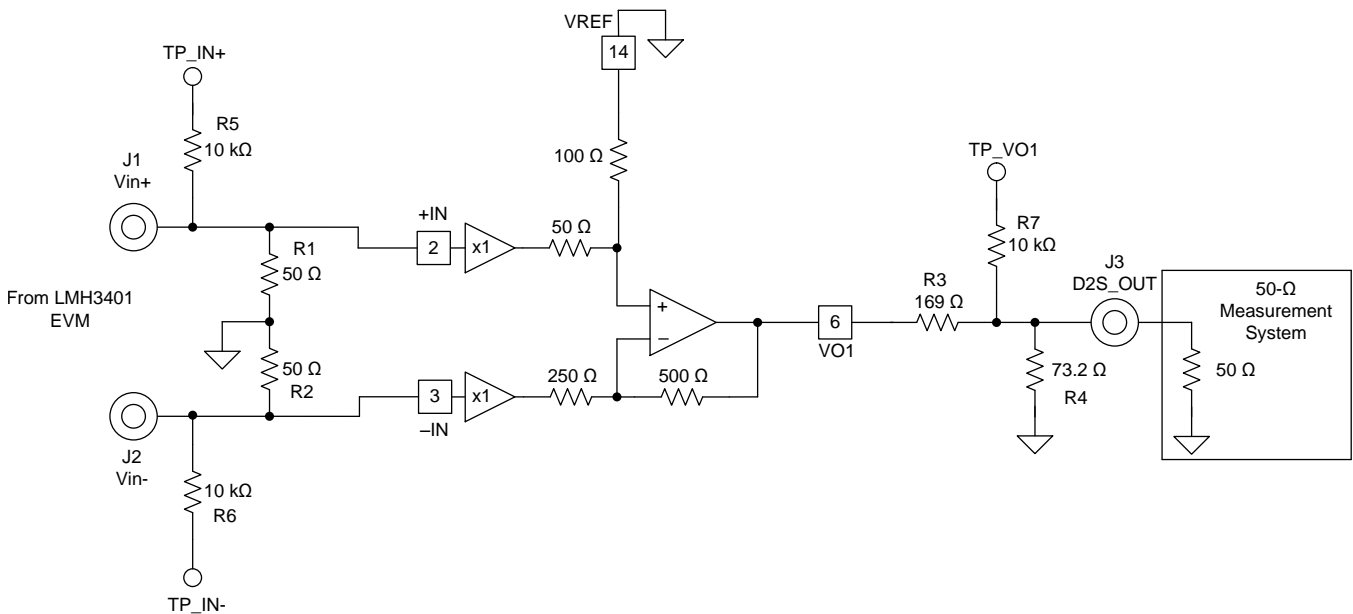 VREF
14
TP_IN+
R5
10 kΩ
100 Ω
J1
Vin+
TP_VO1
+IN
2
x1
50 Ω
R7
10 kΩ
R1
50 Ω
J3
D2S_OUT
R3
169 Ω
50-Ω
Measurement
System
From LMH3401
EVM
+
–
6
VO1
50 Ω
R2
73.2 Ω
R4
50 Ω
3
–IN
x1
250 Ω
500 Ω
J2
Vin-
10 kΩ
R6
TP_IN-